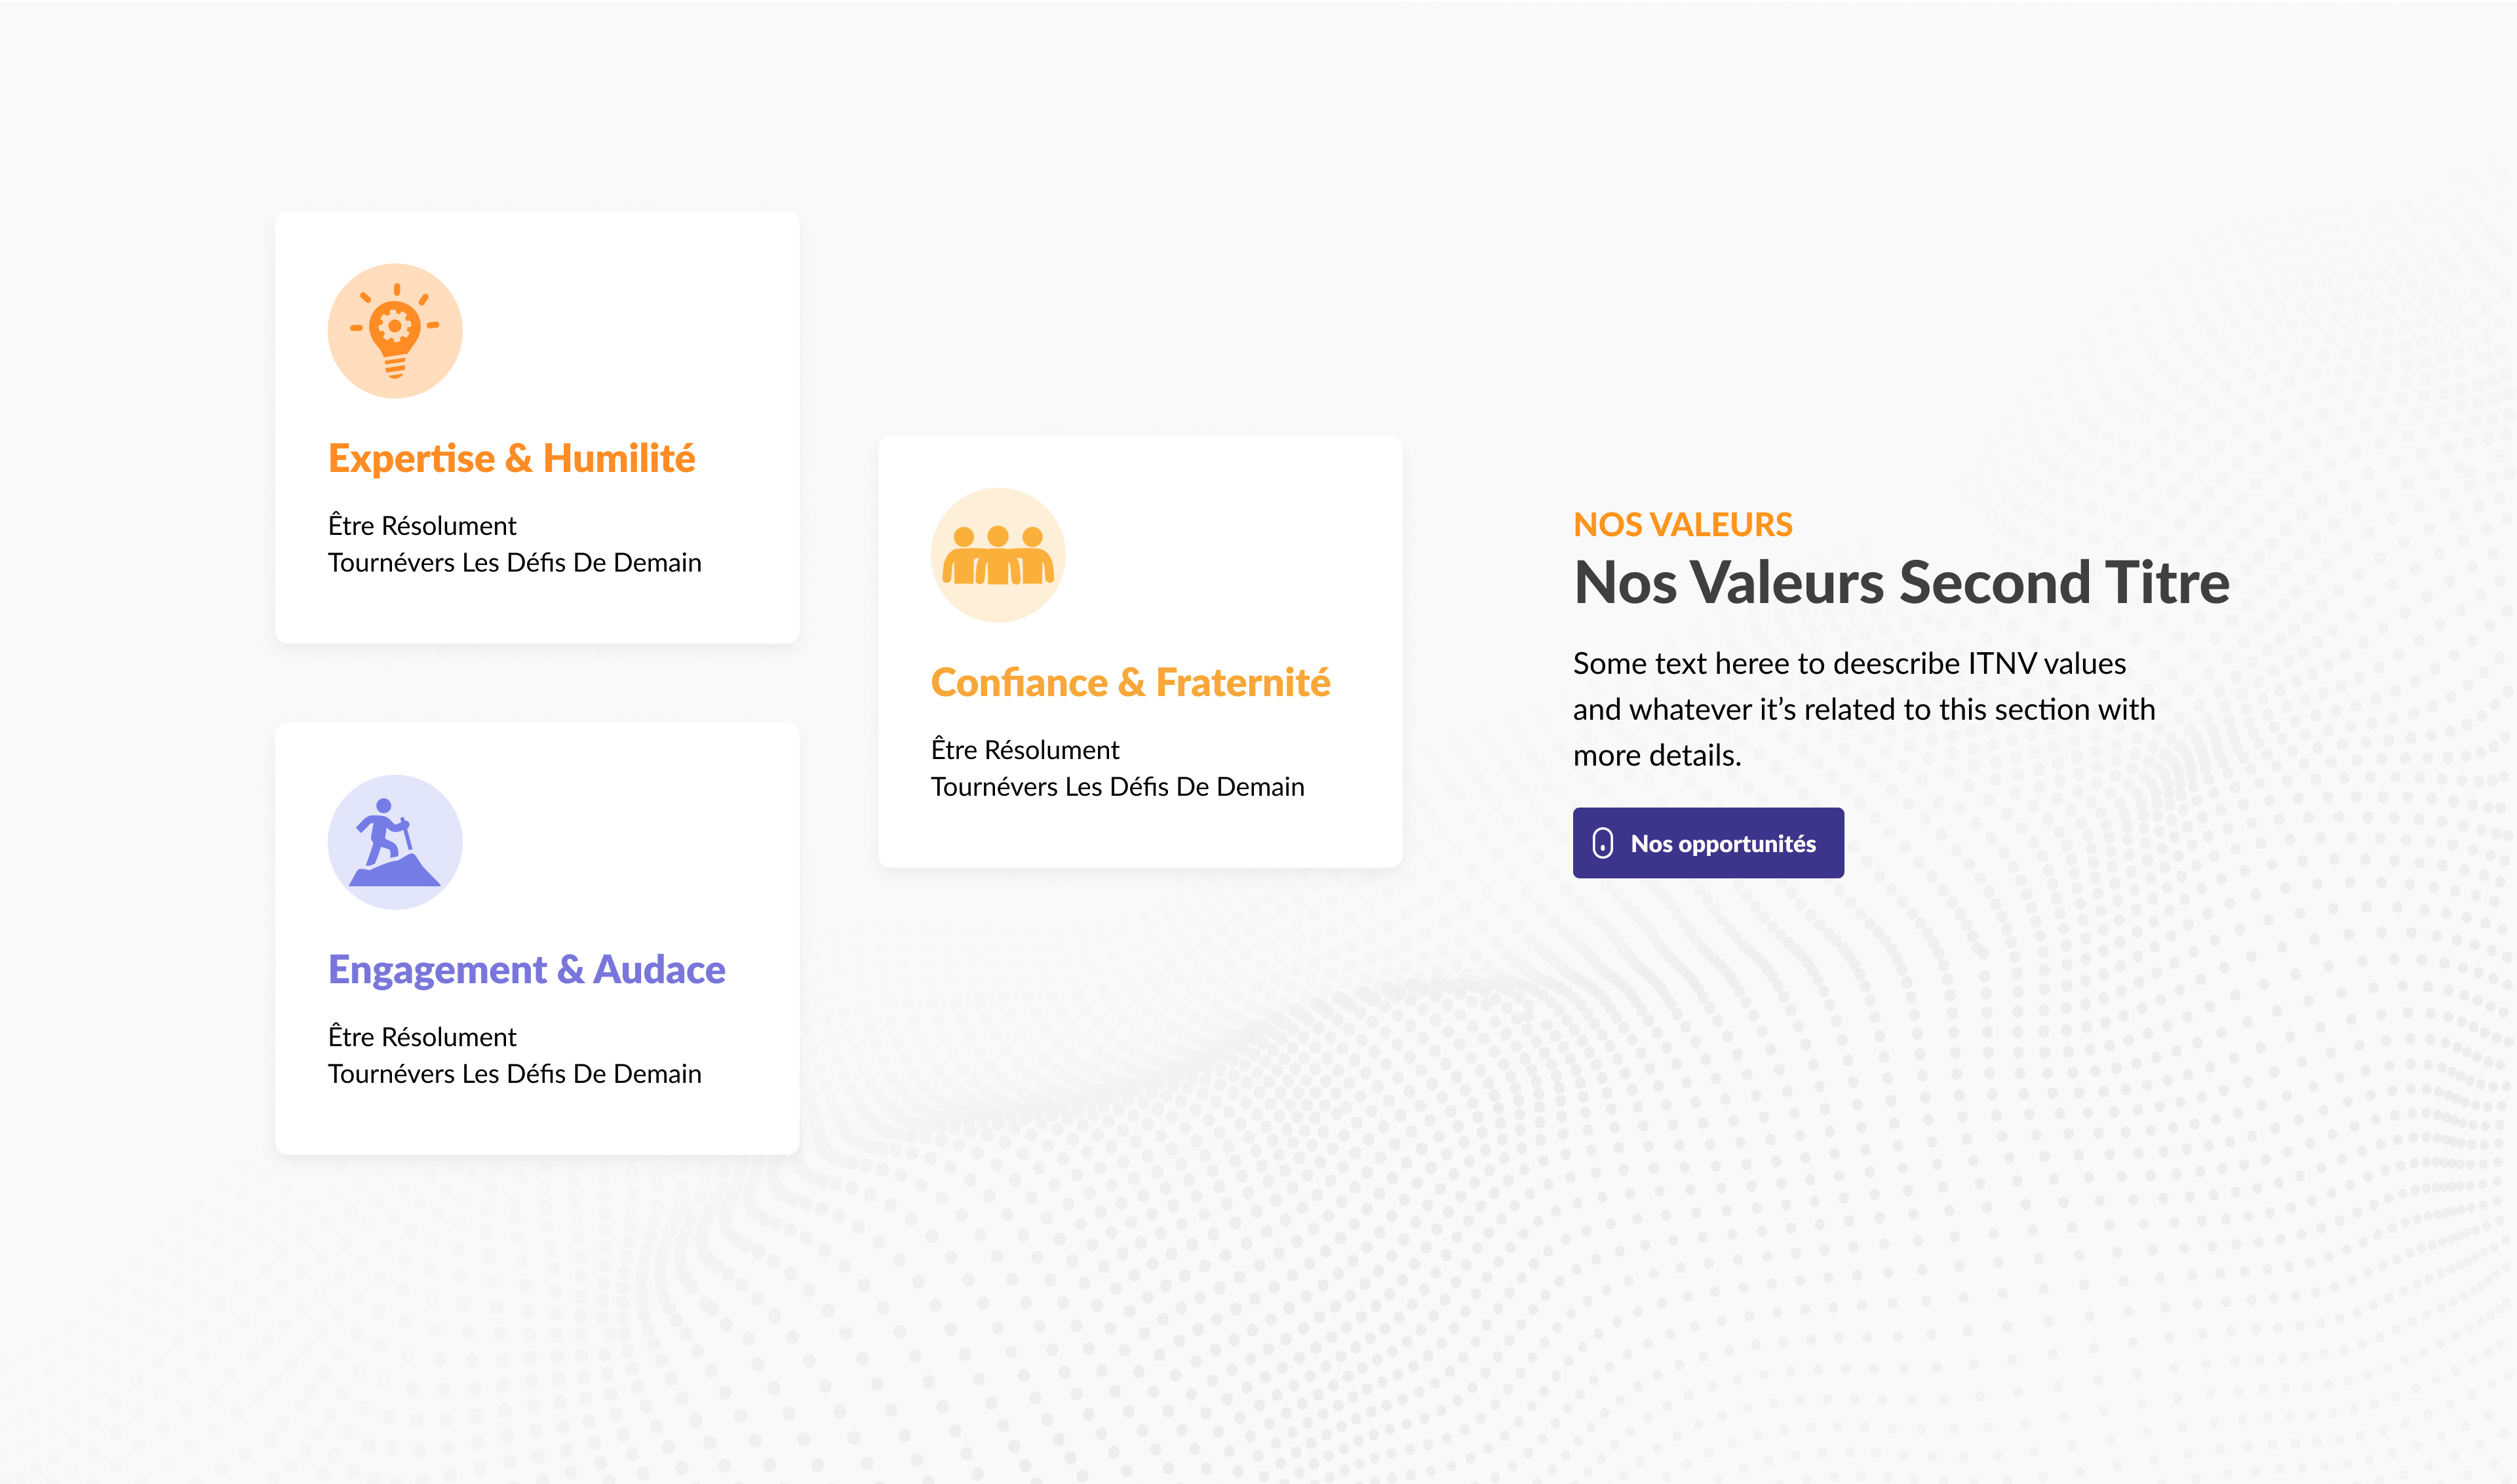 Expertise & Humilité
Être Résolument
Tournévers Les Défis De Demain
Engagement & Audace
Être Résolument
Tournévers Les Défis De Demain
Confiance & Fraternité
Être Résolument
Tournévers Les Défis De Demain
NOS VALEURS
Nos Valeurs Second Titre
Some text heree to deescribe ITNV values
and whatever it’s related to this section with
more details.
Nos opportunités